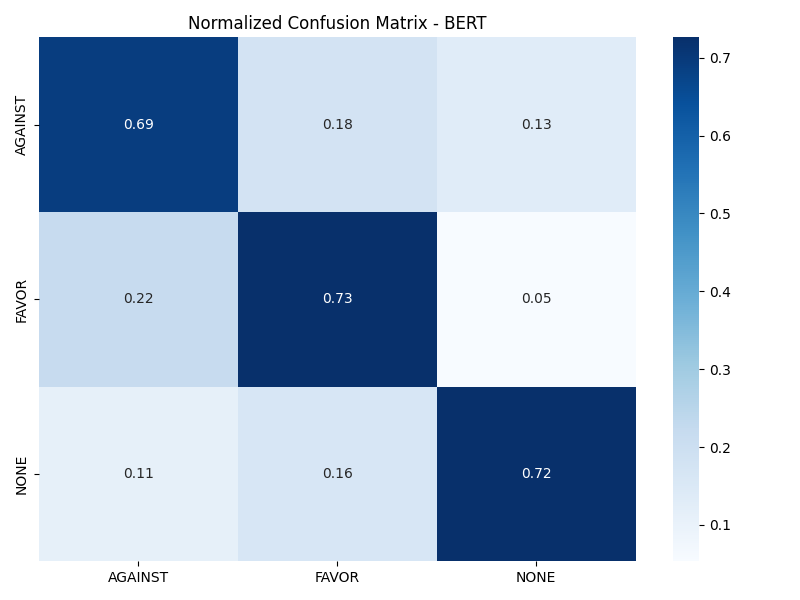 Normalized Confusion Matrix - BERT
AGAINST 0.69 0.18 0.13
FAVOR 0.22 0.73 0.05
NONE 0.11 0.16 0.72
AGAINST FAVOR NONE
0.7
0.6
0.5
0.4
0.3
0.2
0.1